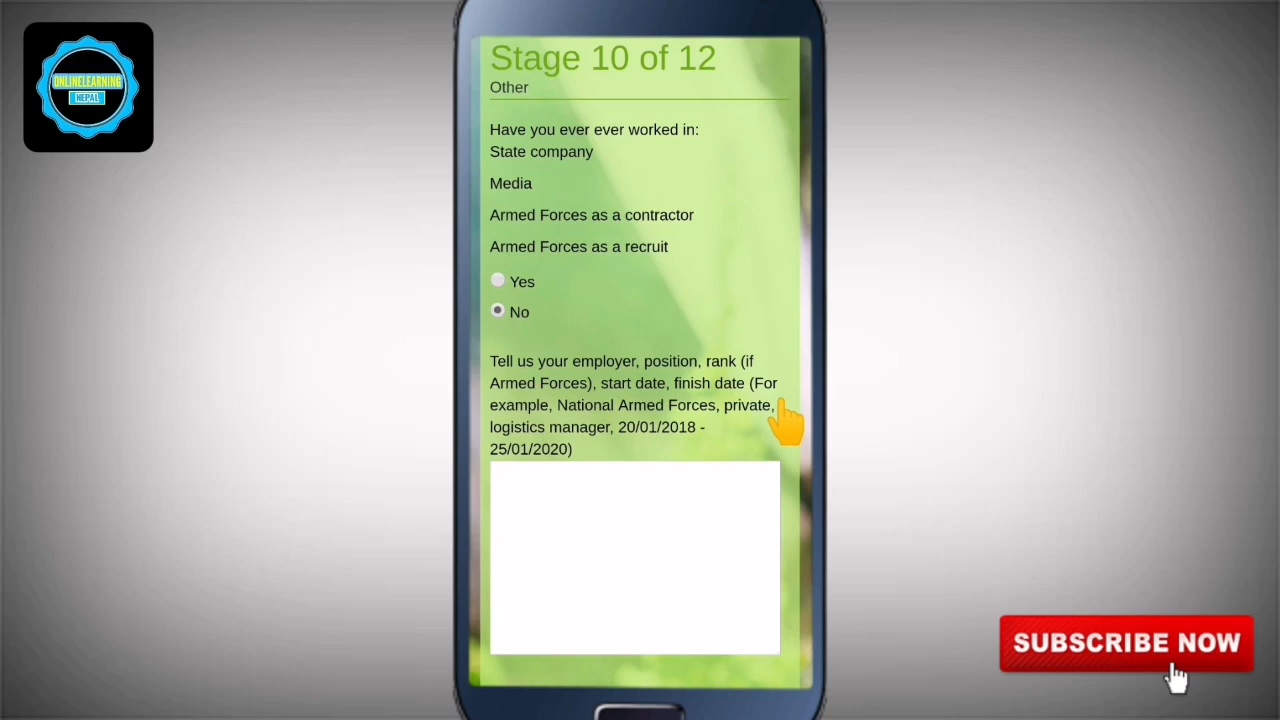 ONLINELEARNING
NEPAL
Stage 10 of 12
Other
Have you ever ever worked in:
State company
Media
Armed Forces as a contractor
Armed Forces as a recruit
Yes
No
Tell us your employer, position, rank (if
Armed Forces), start date, finish date (For
example, National Armed Forces, private,
logistics manager, 20/01/2018 -
25/01/2020)
SUBSCRIBE NOW